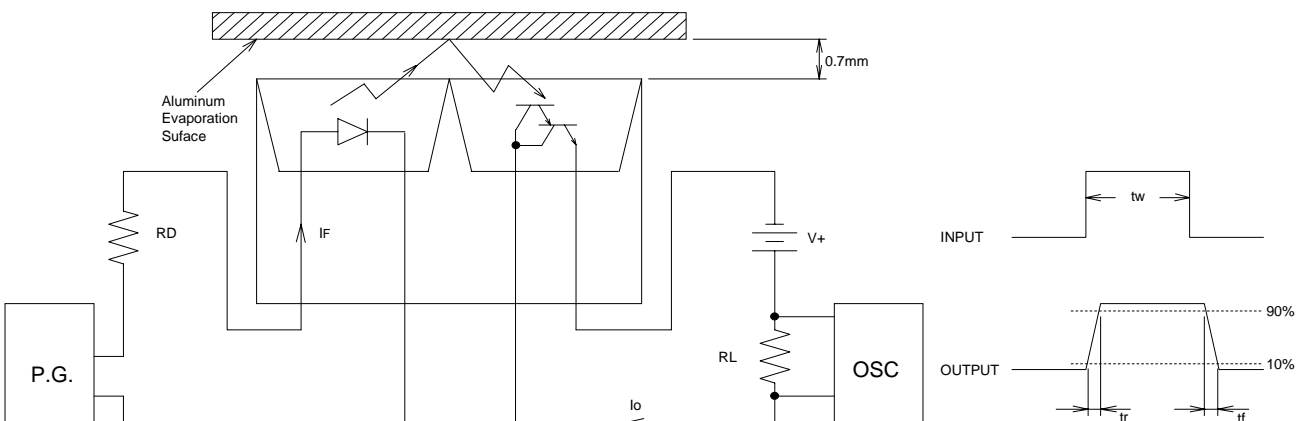 0.7mm
Aluminum
Evaporation
Suface
RD
IF
V+
INPUT
tw
P.G.
RL
OSC
OUTPUT
90%
10%
Io
tr
tf